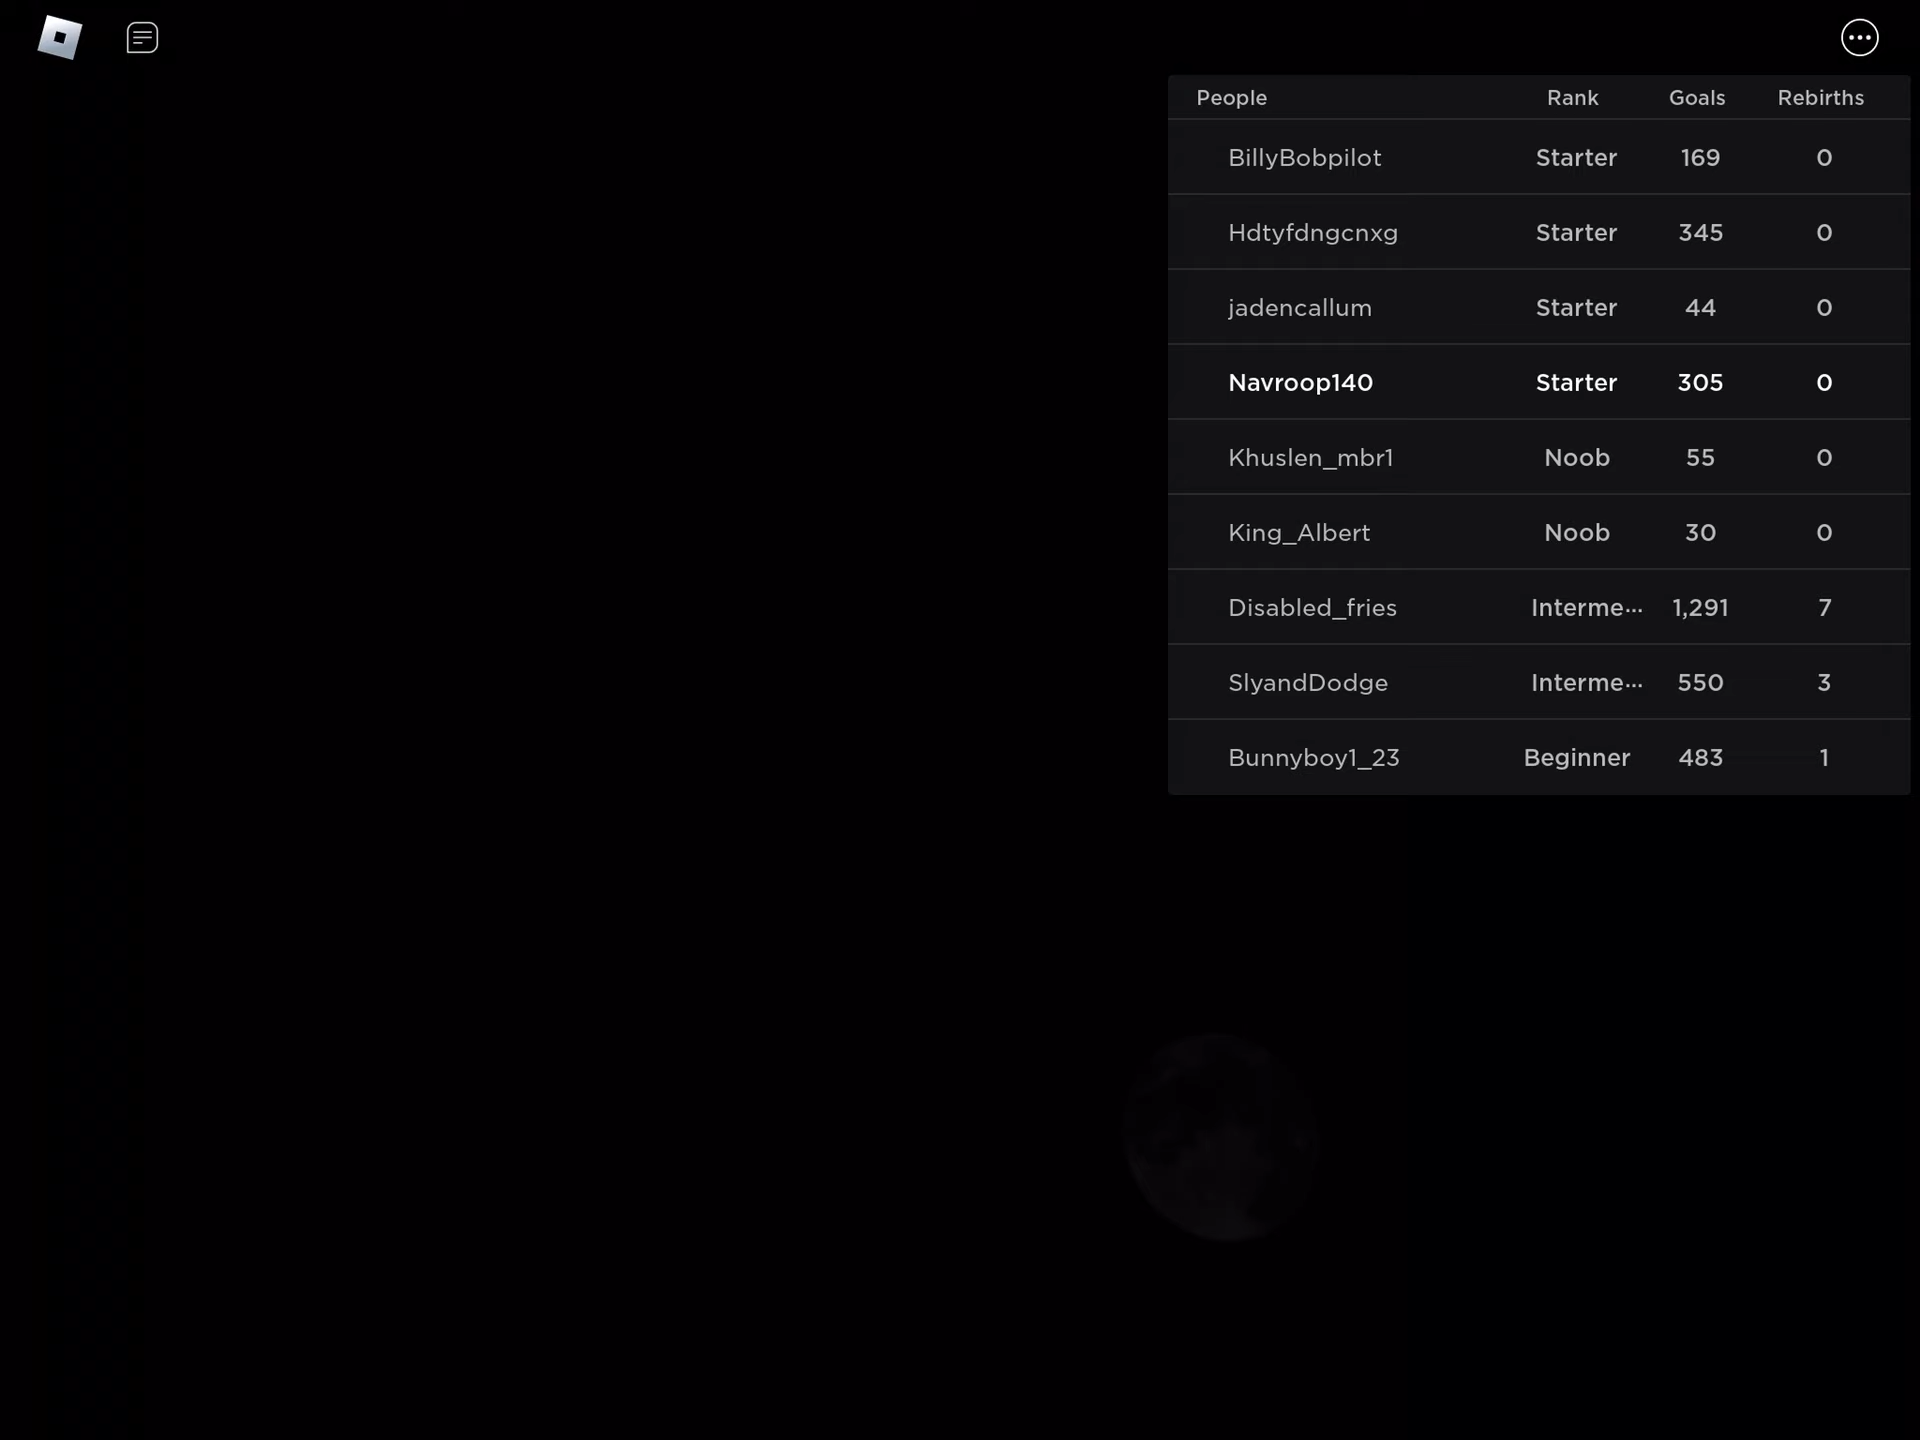 People Rank Goals Rebirths
BillyBobpilot Starter 169 0
Hdtyfdngcnxg Starter 345 0
jadencallum Starter 44 0
Navroop140 Starter 305 0
Khuslen_mbr1 Noob 55 0
King_Albert Noob 30 0
Disabled_fries Interme... 1,291 7
SlyandDodge Interme... 550 3
Bunnyboy1_23 Beginner 483 1